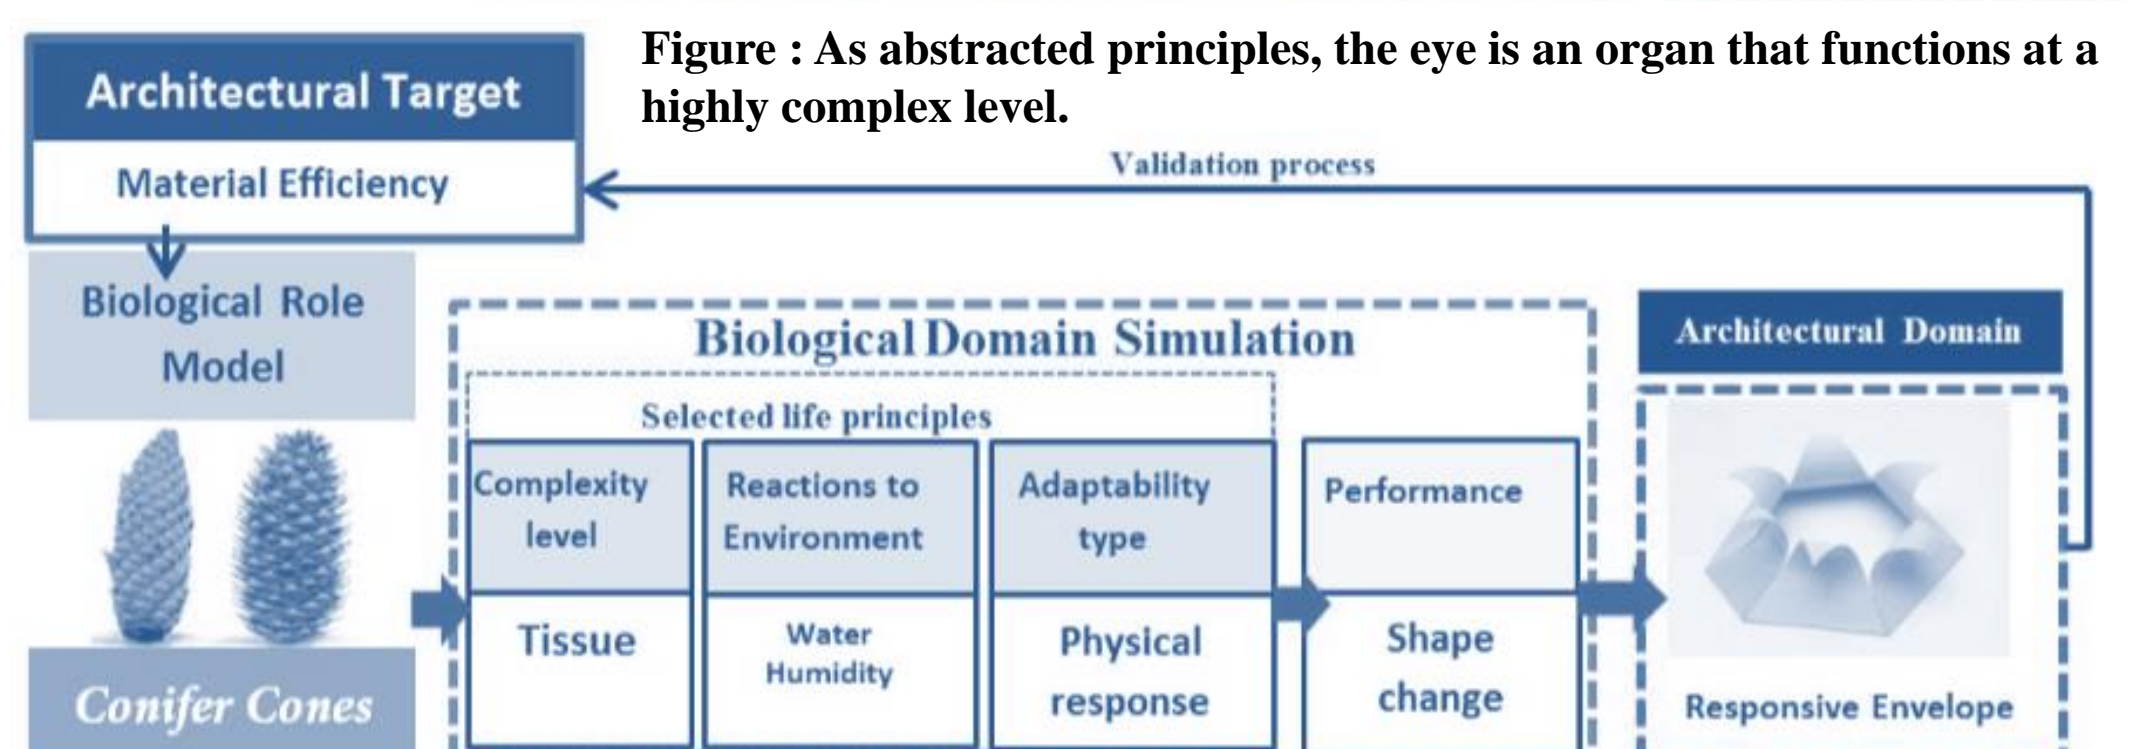 Figure : As abstracted principles, the eye is an organ that functions at a
highly complex level.
Architectural Target
Material Efficiency
Validation process
Biological Role
Model
Conifer Cones
Biological Domain Simulation
Selected life principles
Complexity
level
Tissue
Reactions to
Environment
Water
Humidity
Adaptability
type
Physical
response
Performance
Shape
change
Architectural Domain
Responsive Envelope